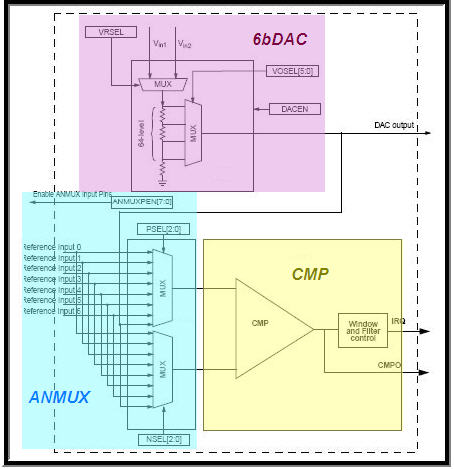 6bDAC
VRSEL
Vin1
Vin2
VOSEL[5:0]
MUX
64-level
MUX
DACEN
DAC output
Enable ANMUX Input Pins
ANMUXPEN[7:0]
PSEL[2:0]
Reference Input 0
Reference Input 1
Reference Input 2
Reference Input 3
Reference Input 4
Reference Input 5
Reference Input 6
MUX
MUX
CMP
CMP
Window
and Filter
control
IRQ
CMPO
ANMUX
NSEL[2:0]